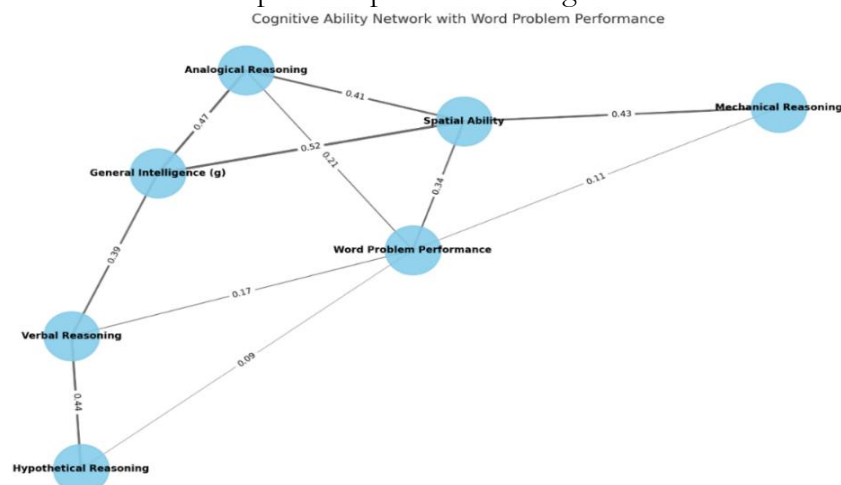 Cognitive Ability Network with Word Problem Performance
Analogical Reasoning
0.41
Mechanical Reasoning
0.43
Spatial Ability
0.47
0.52
0.21
General Intelligence (g)
0.34
0.11
Word Problem Performance
0.39
0.17
Verbal Reasoning
0.09
0.44
Hypothetical Reasoning